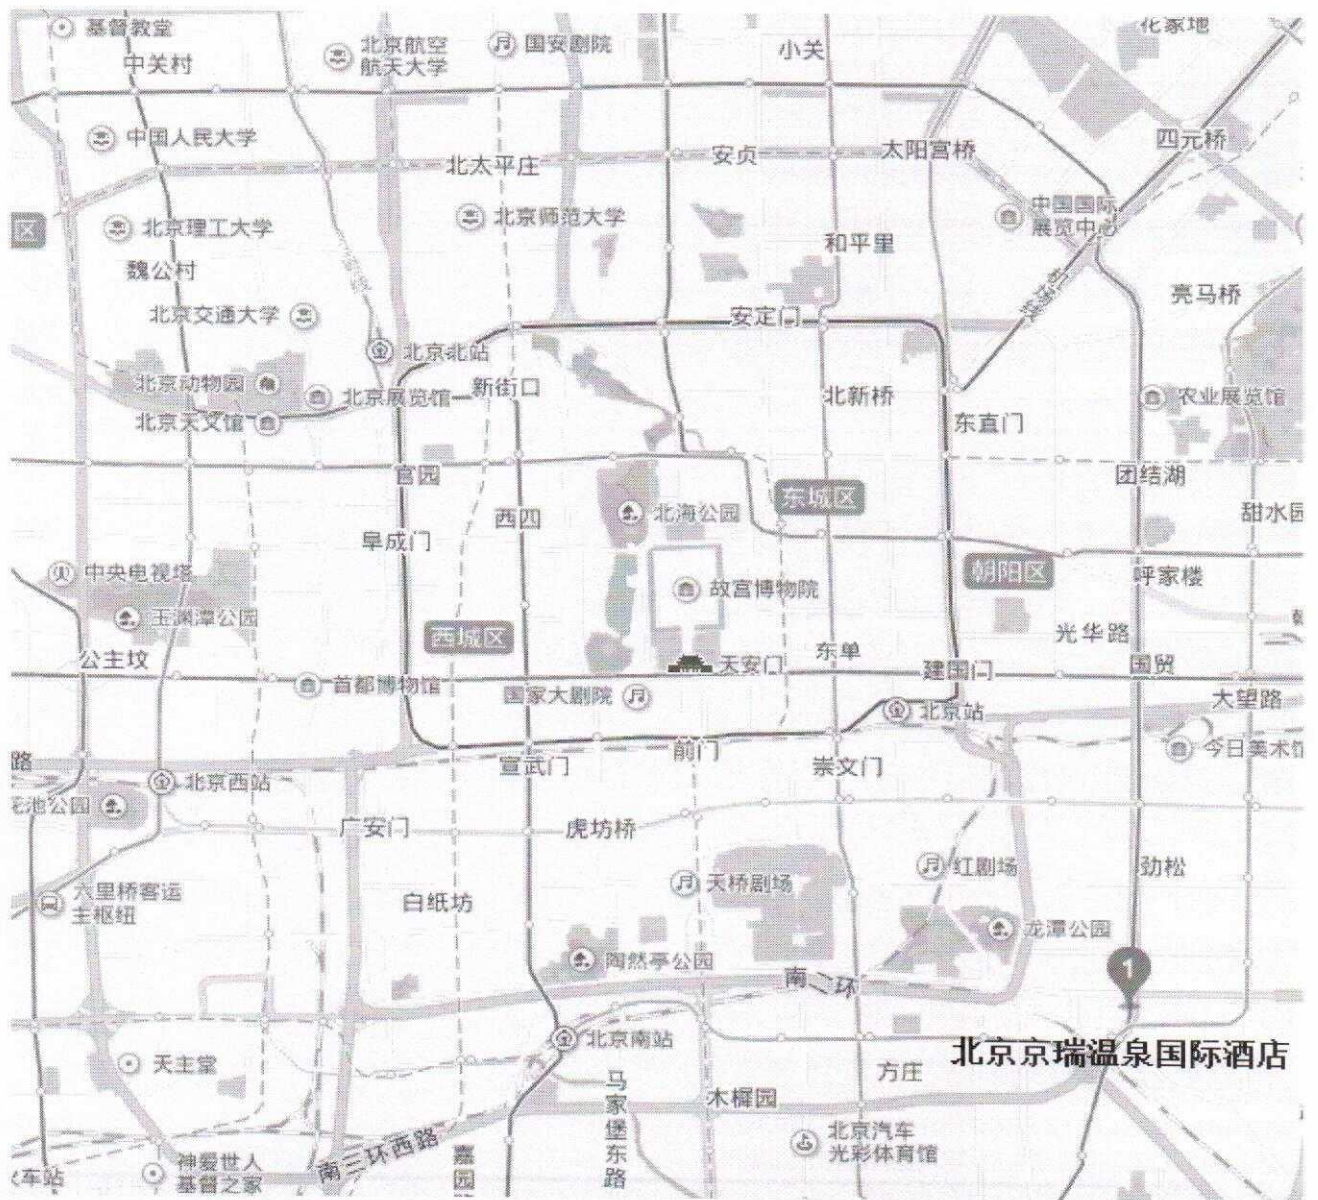 基督教堂
中关村
北京航空
航天大学
国安剧院
小关
花家地
中国人民大学
北太平庄
安贞
太阳宫桥
四元桥
区
北京理工大学
北京师范大学
中国国际
展览中心
魏公村
和平里
北京交通大学
安定门
机场线
亮马桥
北京北站
北京动物园
北京展览馆
新街口
北新桥
农业展览馆
北京天文馆
东直门
官园
团结湖
西四
北海公园
东城区
甜水园
阜成门
中央电视塔
朝阳区
呼家楼
故宫博物院
玉渊潭公园
西城区
光华路
公主坟
天安门
东单
建国门
国贸
首都博物馆
国家大剧院
北京站
大望路
路
宣武门
前门
崇文门
今日美术馆
北京西站
莲池公园
广安门
虎坊桥
红剧场
劲松
六里桥客运
主枢纽
白纸坊
天桥剧场
龙潭公园
陶然亭公园
南二环
1
北京南站
北京京瑞温泉国际酒店
天主堂
马家堡东路
方庄
木樨园
南三环西路
嘉园
北京汽车
光彩体育馆
神爱世人
基督之家
火车站